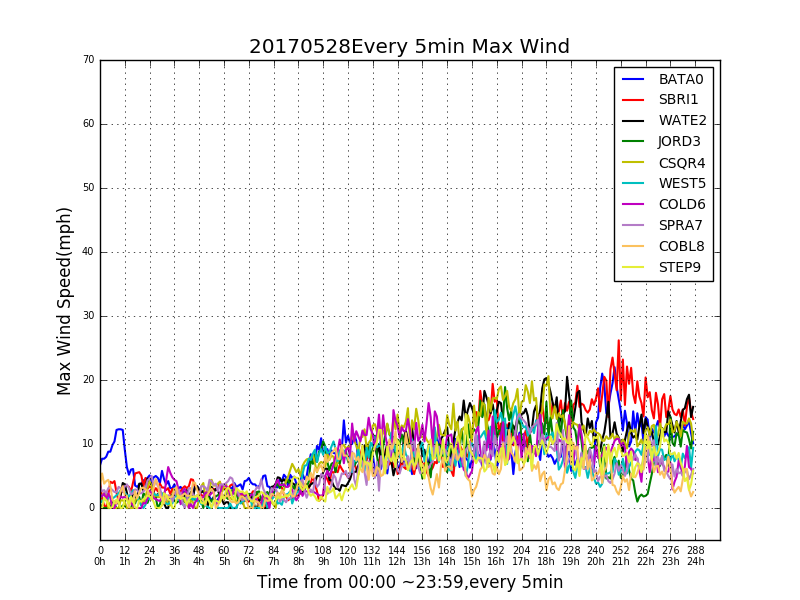 20170528Every 5min Max Wind
70
60
50
40
30
20
10
0
Max Wind Speed(mph)
BATA0
SBRI1
WATE2
JORD3
CSQR4
WEST5
COLD6
SPRA7
COBL8
STEP9
0 12 24 36 48 60 72 84 96 108 120 132 144 156 168 180 192 204 216 228 240 252 264 276 288
0h 1h 2h 3h 4h 5h 6h 7h 8h 9h 10h 11h 12h 13h 14h 15h 16h 17h 18h 19h 20h 21h 22h 23h 24h
Time from 00:00 ~23:59,every 5min